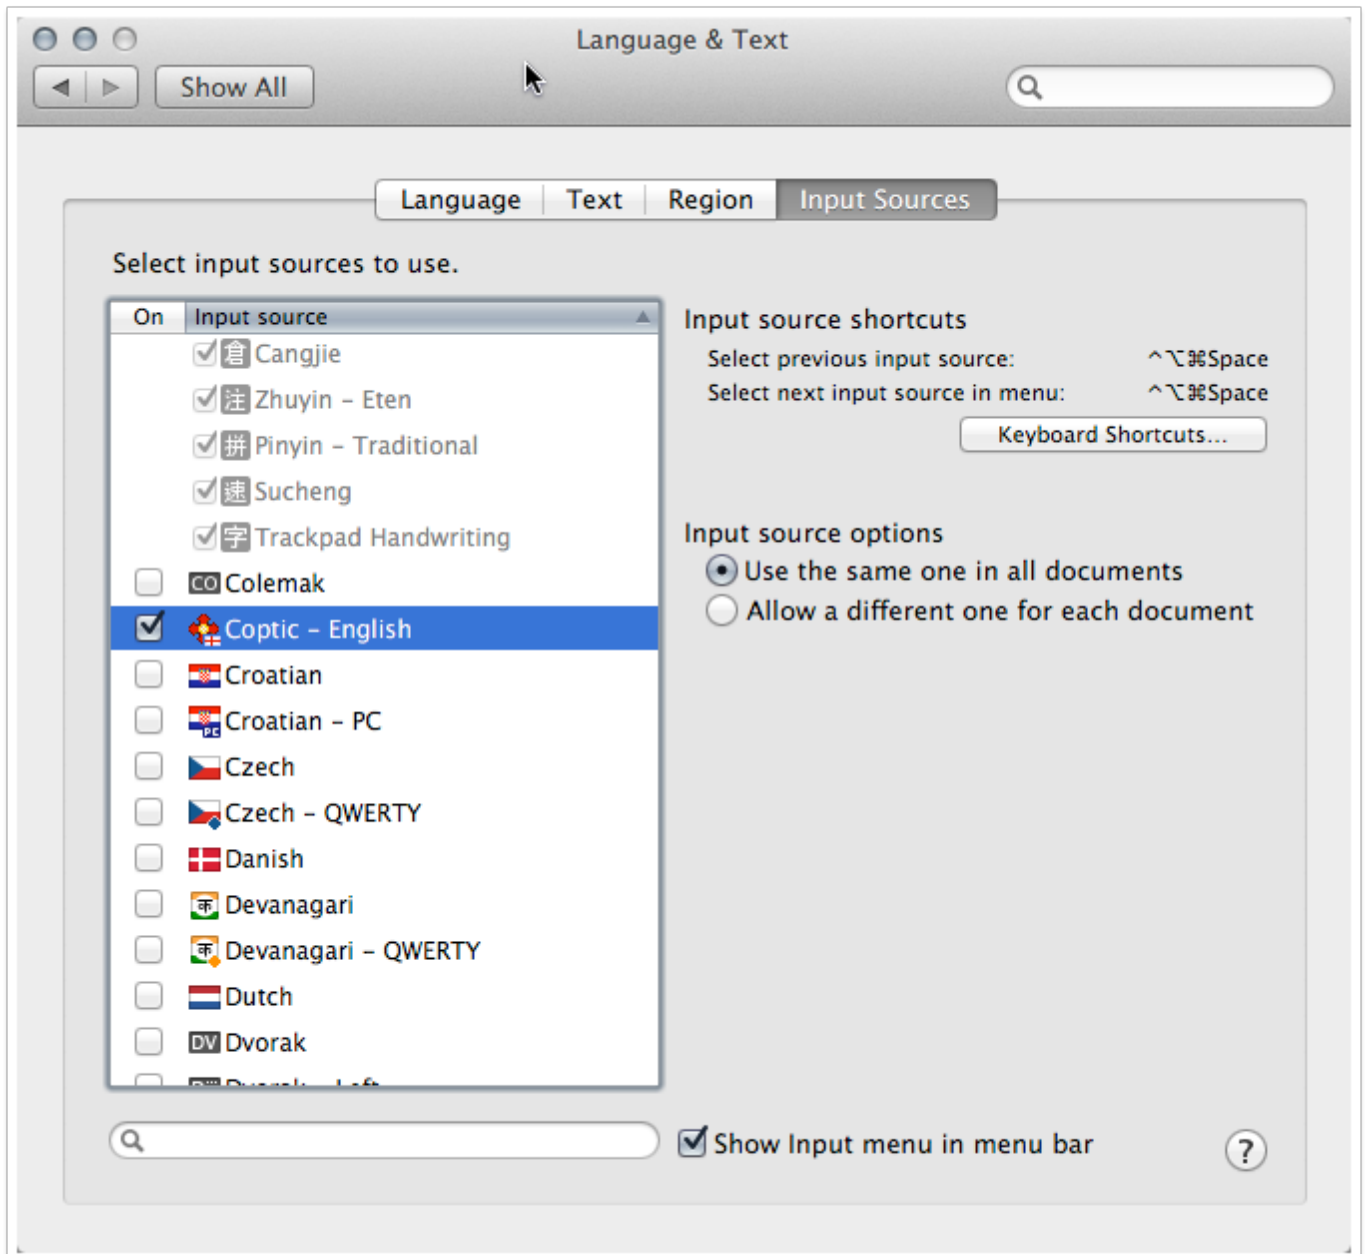 Language & Text
Show All
Language Text Region Input Sources
Select input sources to use.
On Input source
倉 Cangjie
注 Zhuyin – Eten
拼 Pinyin – Traditional
速 Sucheng
字 Trackpad Handwriting
CO Colemak
Coptic – English
Croatian
PC Croatian – PC
Czech
Czech – QWERTY
Danish
क Devanagari
क Devanagari – QWERTY
Dutch
DV Dvorak
Dvorak – Left
Input source shortcuts
Select previous input source: ^⌥⌘Space
Select next input source in menu: ^⌥⌘Space
Keyboard Shortcuts...
Input source options
Use the same one in all documents
Allow a different one for each document
Show Input menu in menu bar
?